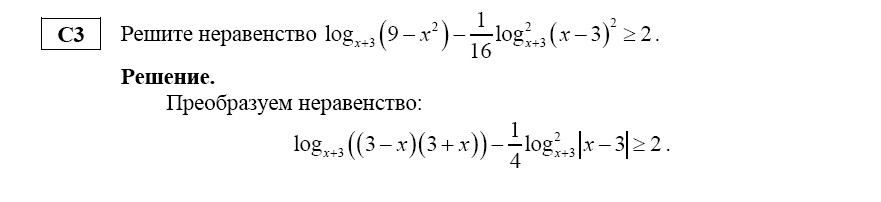 C3 Решите неравенство log_{x+3}(9 − x²) − 1/16 log²_{x+3}(x − 3)² ≥ 2.
Решение.
Преобразуем неравенство:
log_{x+3}((3 − x)(3 + x)) − 1/4 log²_{x+3}|x − 3| ≥ 2.